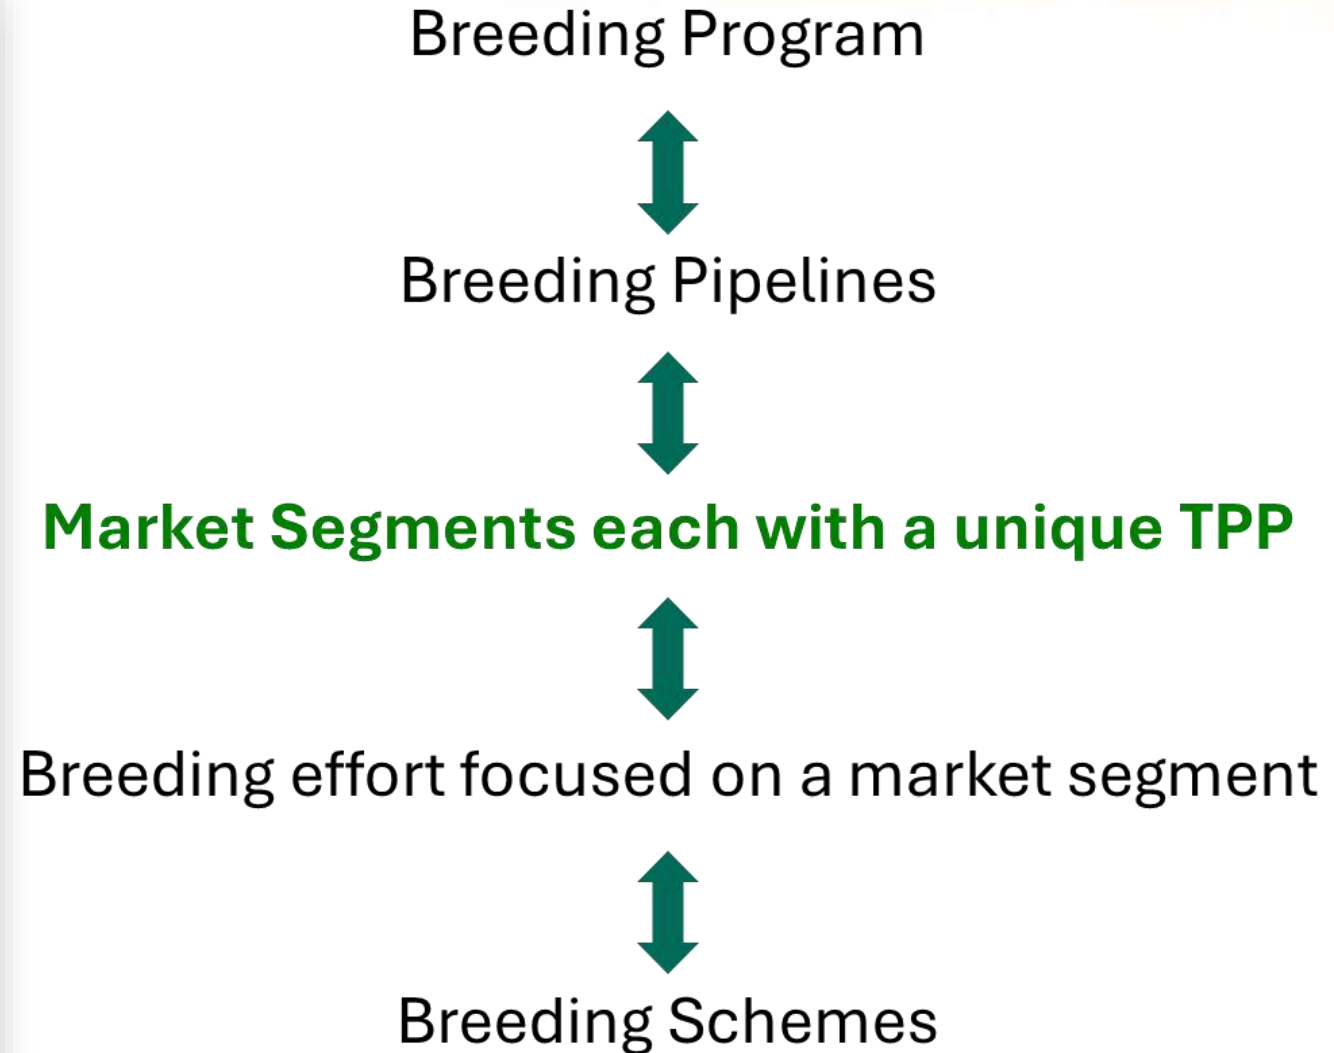 Breeding Program
Breeding Pipelines
Market Segments each with a unique TPP
Breeding effort focused on a market segment
Breeding Schemes